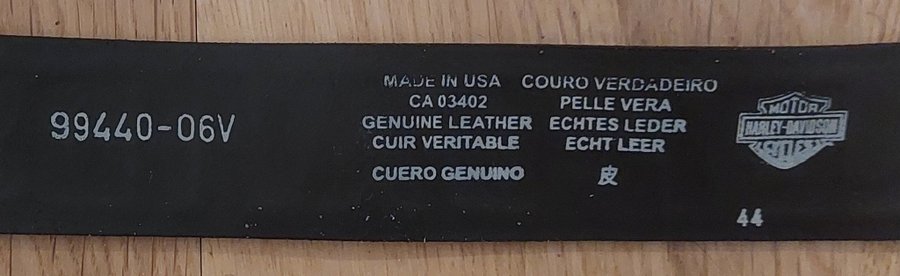 99440-06V
MADE IN USA
CA 03402
GENUINE LEATHER
CUIR VERITABLE
CUERO GENUINO
COURO VERDADEIRO
PELLE VERA
ECHTES LEDER
ECHT LEER
皮
MOTOR
HARLEY-DAVIDSON
CYCLES
44